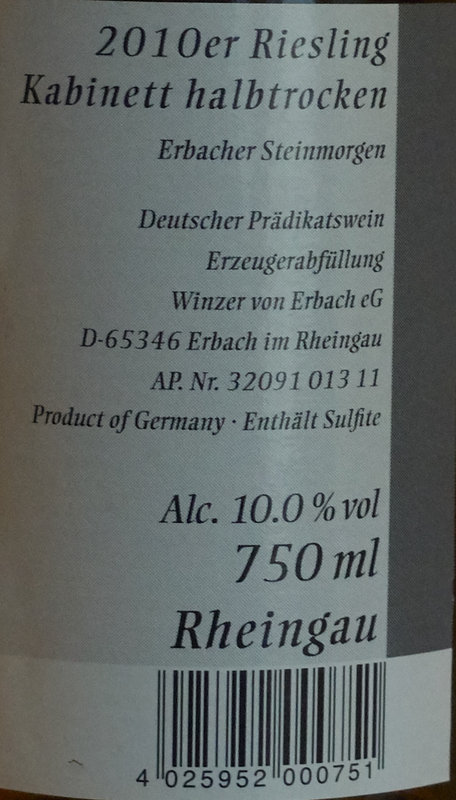 2010er Riesling
Kabinett halbtrocken
Erbacher Steinmorgen
Deutscher Prädikatswein
Erzeugerabfüllung
Winzer von Erbach eG
D-65346 Erbach im Rheingau
AP. Nr. 32091 013 11
Product of Germany · Enthält Sulfite
Alc. 10.0 % vol
750 ml
Rheingau
4 025952 000751